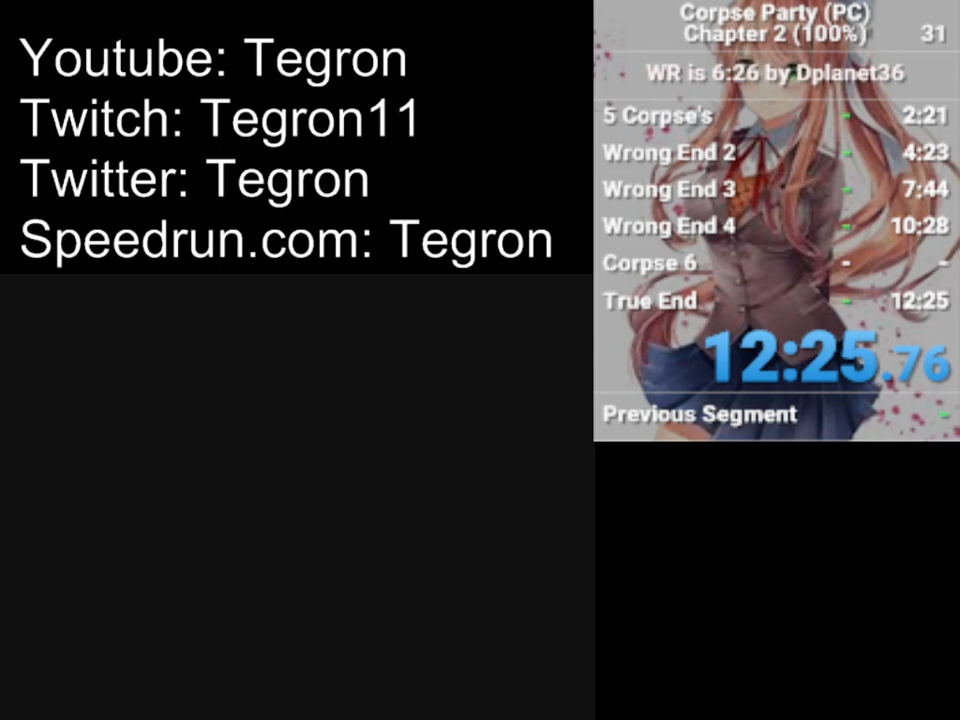 Youtube: Tegron
Twitch: Tegron11
Twitter: Tegron
Speedrun.com: Tegron
Corpse Party (PC)
Chapter 2 (100%) 31
WR is 6:26 by Dplanet36
5 Corpse's - 2:21
Wrong End 2 - 4:23
Wrong End 3 - 7:44
Wrong End 4 - 10:28
Corpse 6 - -
True End - 12:25
12:25.76
Previous Segment -